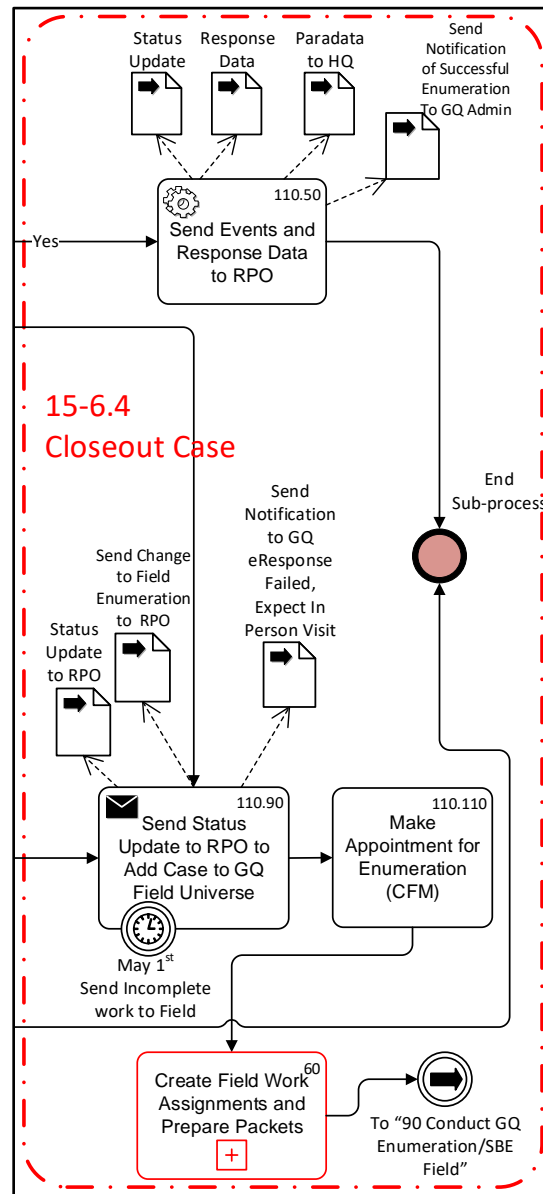 Status
Update
Response
Data
Paradata
to HQ
Send
Notification
of Successful
Enumeration
To GQ Admin
110.50
Send Events and
Response Data
to RPO
Yes
15-6.4
Closeout Case
End
Sub-process
Send
Notification
to GQ
eResponse
Failed,
Expect In
Person Visit
Send Change
to Field
Enumeration
to RPO
Status
Update
to RPO
110.90
Send Status
Update to RPO to
Add Case to GQ
Field Universe
110.110
Make
Appointment for
Enumeration
(CFM)
May 1st
Send Incomplete
work to Field
60
Create Field Work
Assignments and
Prepare Packets
To “90 Conduct GQ
Enumeration/SBE
Field”